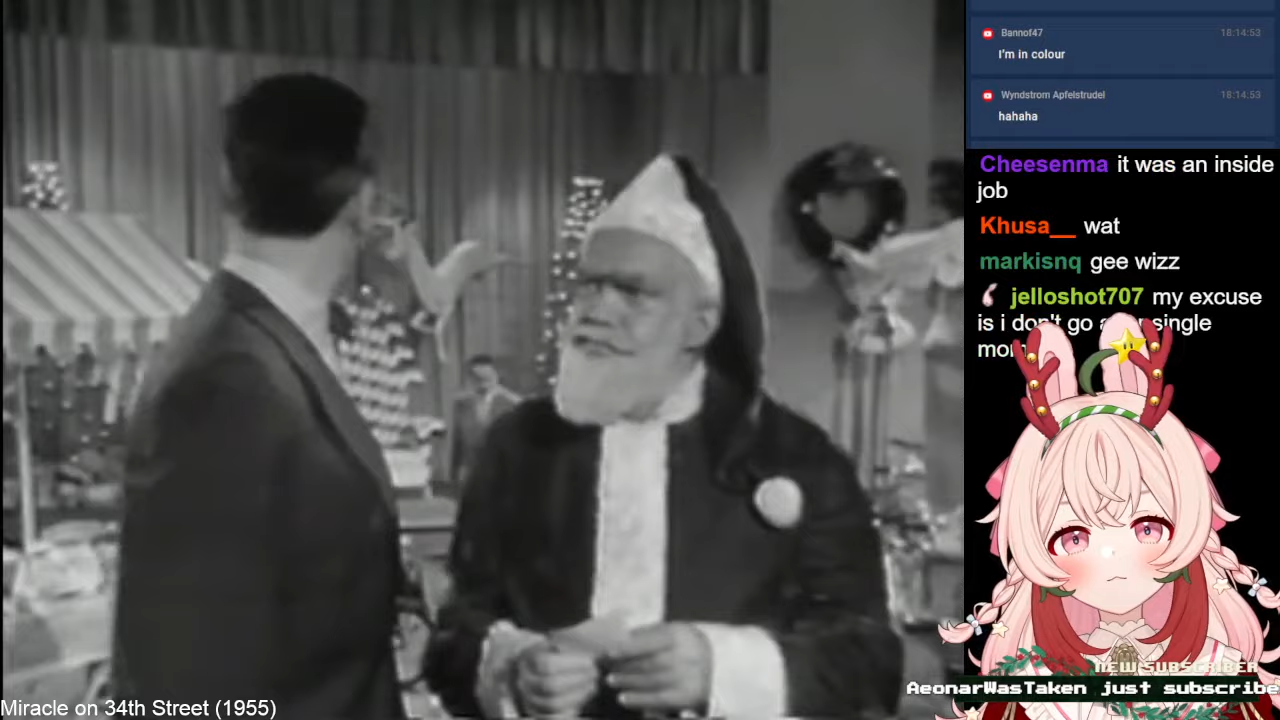 Bannof47 18:14:53
I'm in colour
Wyndstrom Apfelstrudel 18:14:53
hahaha
Cheesenma it was an inside
job
Khusa__ wat
markisnq gee wizz
jelloshot707 my excuse
is i don't go single
NEW SUBSCRIBER
AeonarWasTaken just subscribe
Miracle on 34th Street (1955)